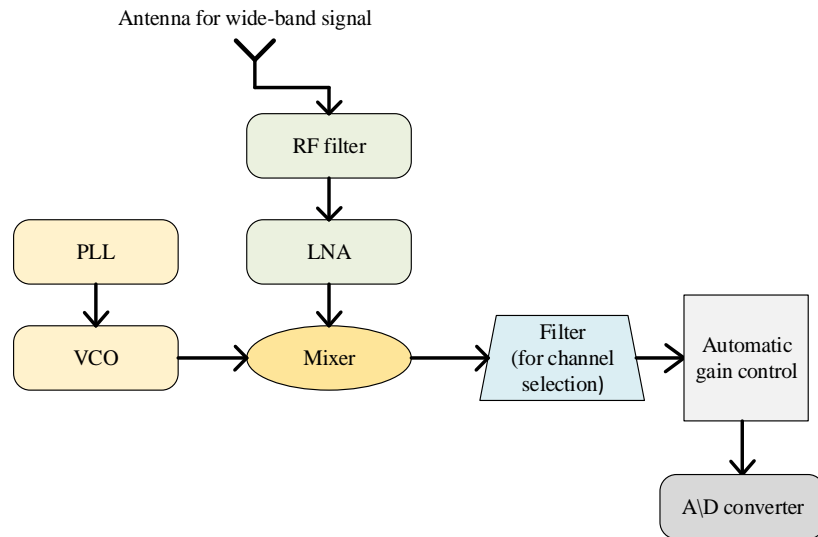 Antenna for wide-band signal
RF filter
PLL
LNA
VCO
Mixer
Filter
(for channel
selection)
Automatic
gain control
A\D converter